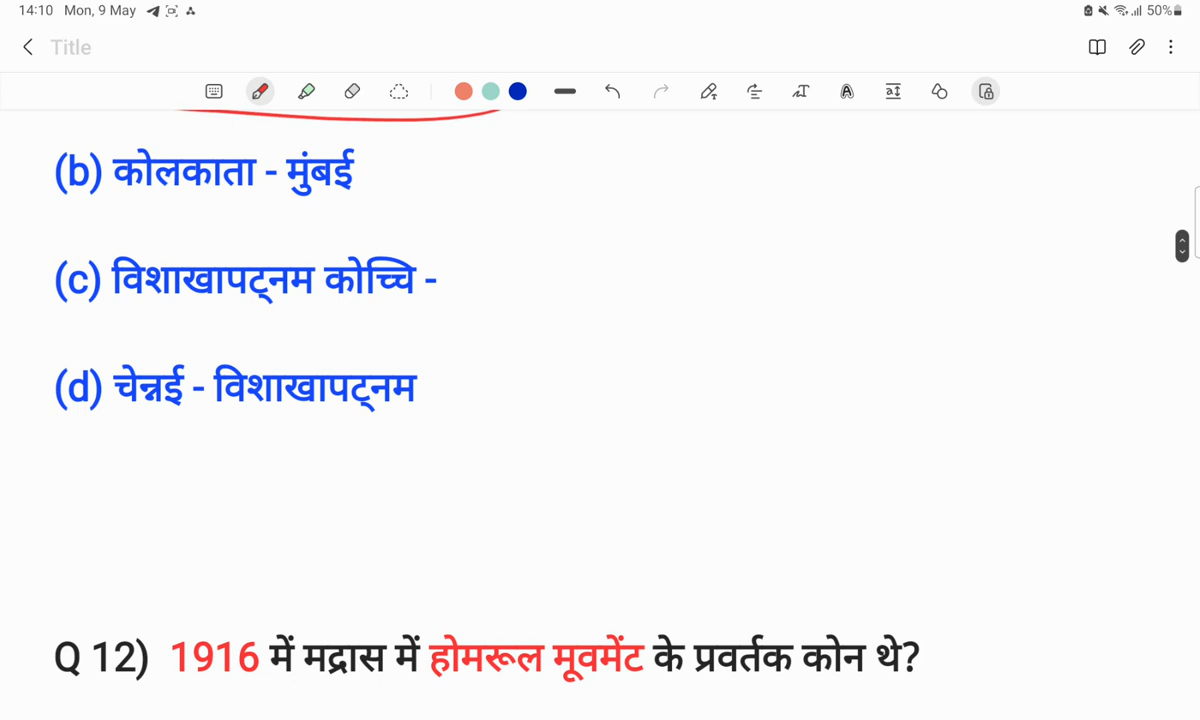 14:10 Mon, 9 May 50%
Title
(b) कोलकाता - मुंबई
(c) विशाखापट्नम कोच्चि -
(d) चेन्नई - विशाखापट्नम
Q 12) 1916 में मद्रास में होमरूल मूवमेंट के प्रवर्तक कोन थे?